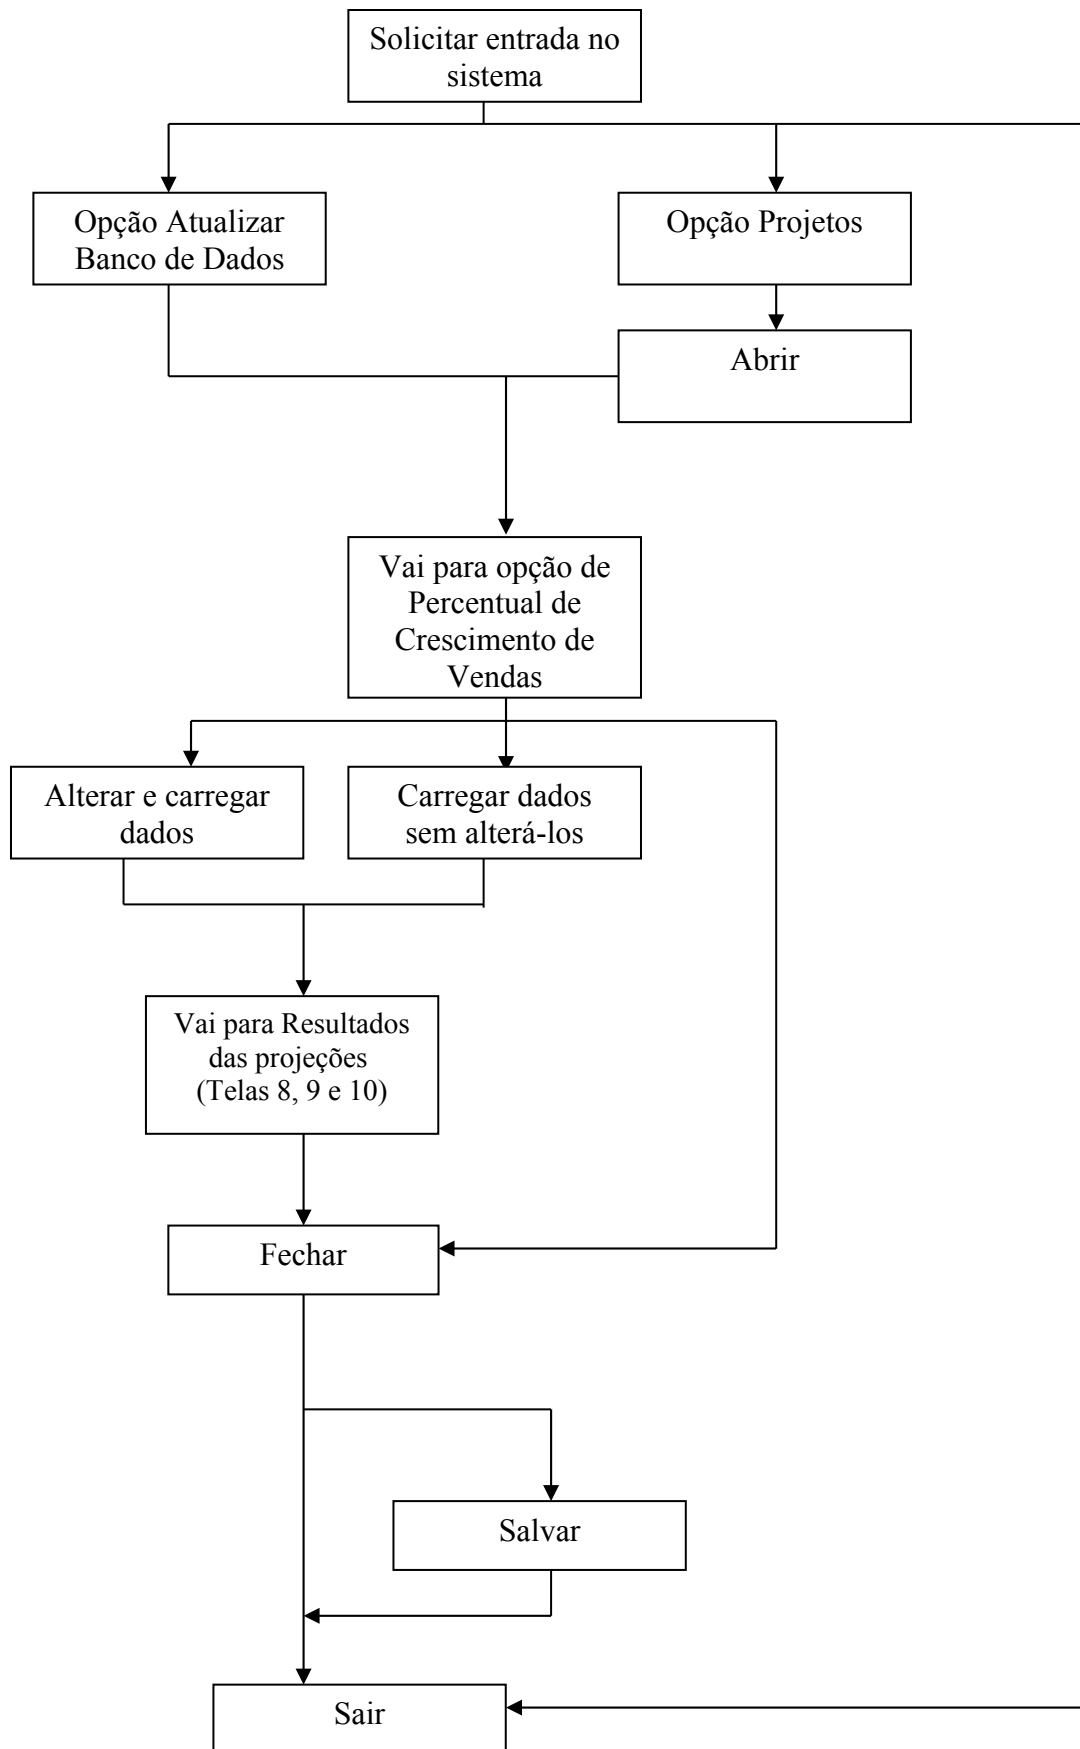 Solicitar entrada no
sistema
Opção Atualizar
Banco de Dados
Opção Projetos
Abrir
Vai para opção de
Percentual de
Crescimento de
Vendas
Alterar e carregar
dados
Carregar dados
sem alterá-los
Vai para Resultados
das projeções
(Telas 8, 9 e 10)
Fechar
Salvar
Sair